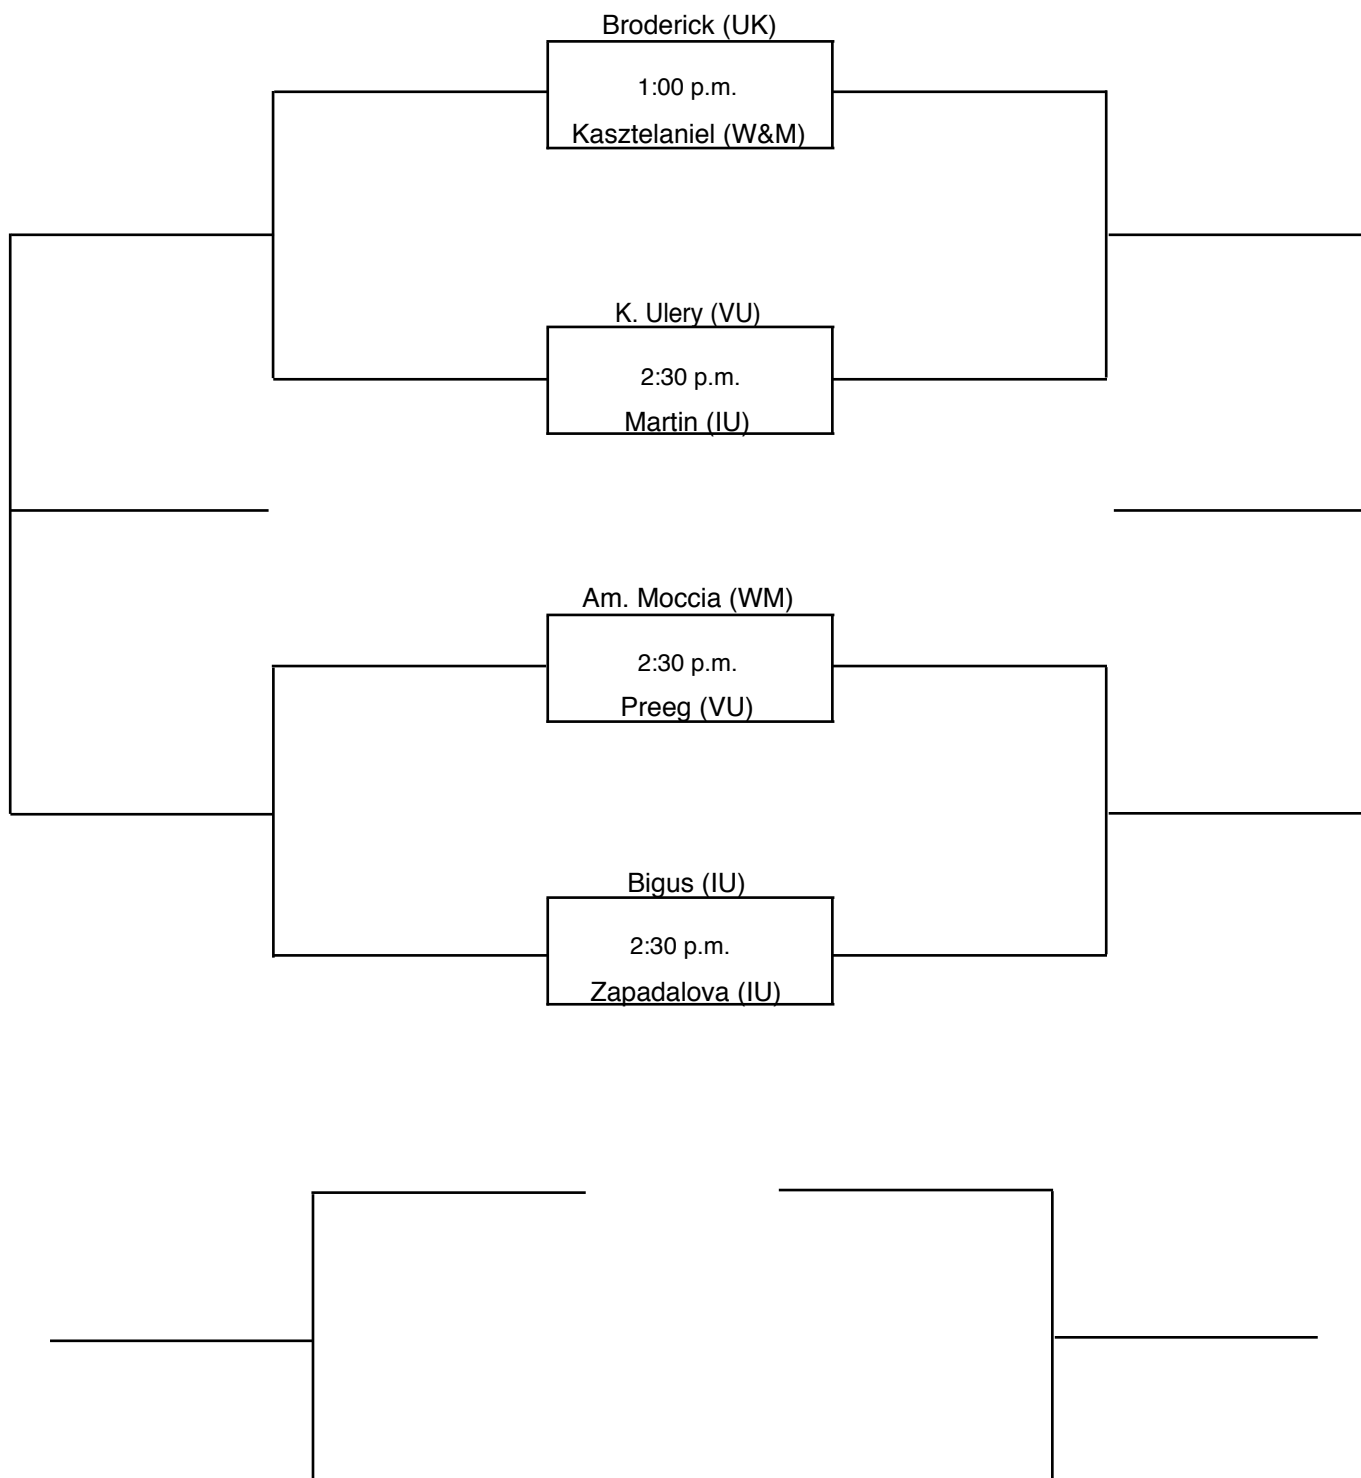 Broderick (UK)
1:00 p.m.
Kasztelaniel (W&M)
K. Ulery (VU)
2:30 p.m.
Martin (IU)
Am. Moccia (WM)
2:30 p.m.
Preeg (VU)
Bigus (IU)
2:30 p.m.
Zapadalova (IU)